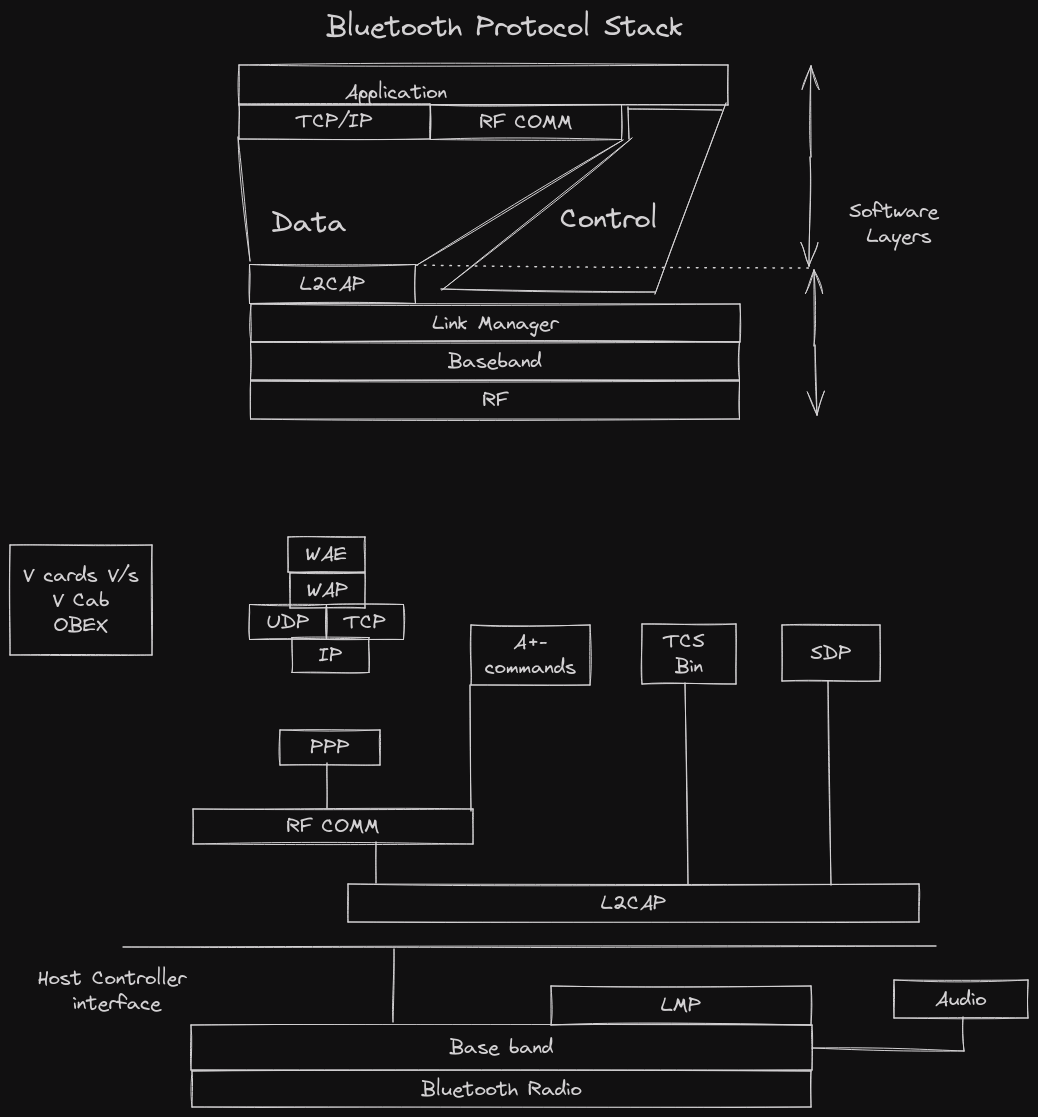 Bluetooth Protocol Stack
Application
TCP/IP
RF COMM
Data
Control
Software
Layers
L2CAP
Link Manager
Baseband
RF
V cards V/s
V Cab
OBEX
WAE
WAP
UDP
TCP
IP
A+-
commands
TCS
Bin
SDP
PPP
RF COMM
L2CAP
Host Controller
interface
LMP
Audio
Base band
Bluetooth Radio